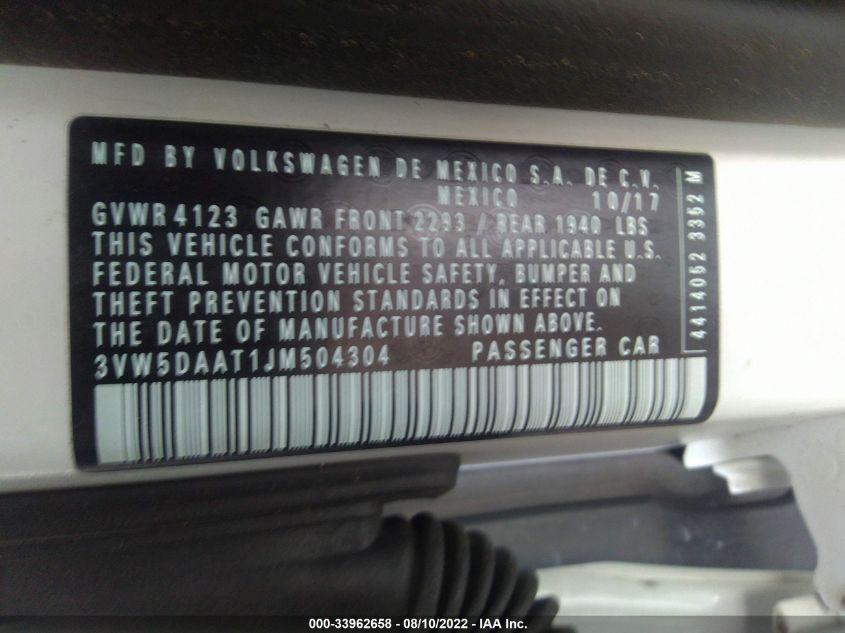 MFD BY VOLKSWAGEN DE MEXICO S.A. DE C.V.
MEXICO 10/17
GVWR 4123 GAWR FRONT 2293 / REAR 1940 LBS
THIS VEHICLE CONFORMS TO ALL APPLICABLE U.S.
FEDERAL MOTOR VEHICLE SAFETY, BUMPER AND
THEFT PREVENTION STANDARDS IN EFFECT ON
THE DATE OF MANUFACTURE SHOWN ABOVE.
3VW5DAAT1JM504304 PASSENGER CAR
4414052 3352 M
000-33962658 - 08/10/2022 - IAA Inc.